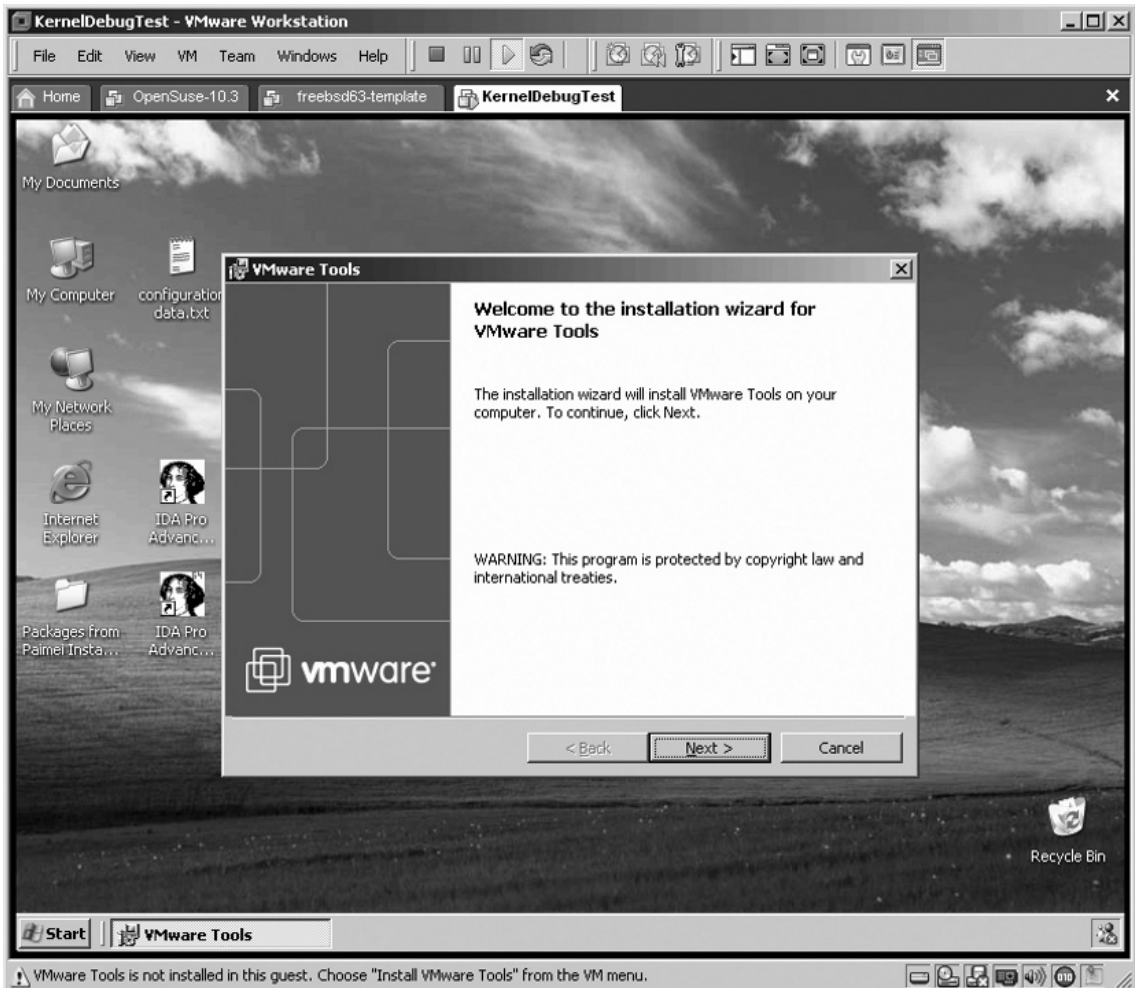 KernelDebugTest - VMware Workstation
File Edit View VM Team Windows Help
Home OpenSuse-10.3 freebsd63-template KernelDebugTest
My Documents
My Computer
configuration
data.txt
My Network
Places
Internet
Explorer
IDA Pro
Advanc...
Packages from
Paimei Insta...
IDA Pro
Advanc...
VMware Tools
Welcome to the installation wizard for
VMware Tools
The installation wizard will install VMware Tools on your
computer. To continue, click Next.
WARNING: This program is protected by copyright law and
international treaties.
vmware
< Back Next > Cancel
Recycle Bin
Start VMware Tools
VMware Tools is not installed in this guest. Choose "Install VMware Tools" from the VM menu.